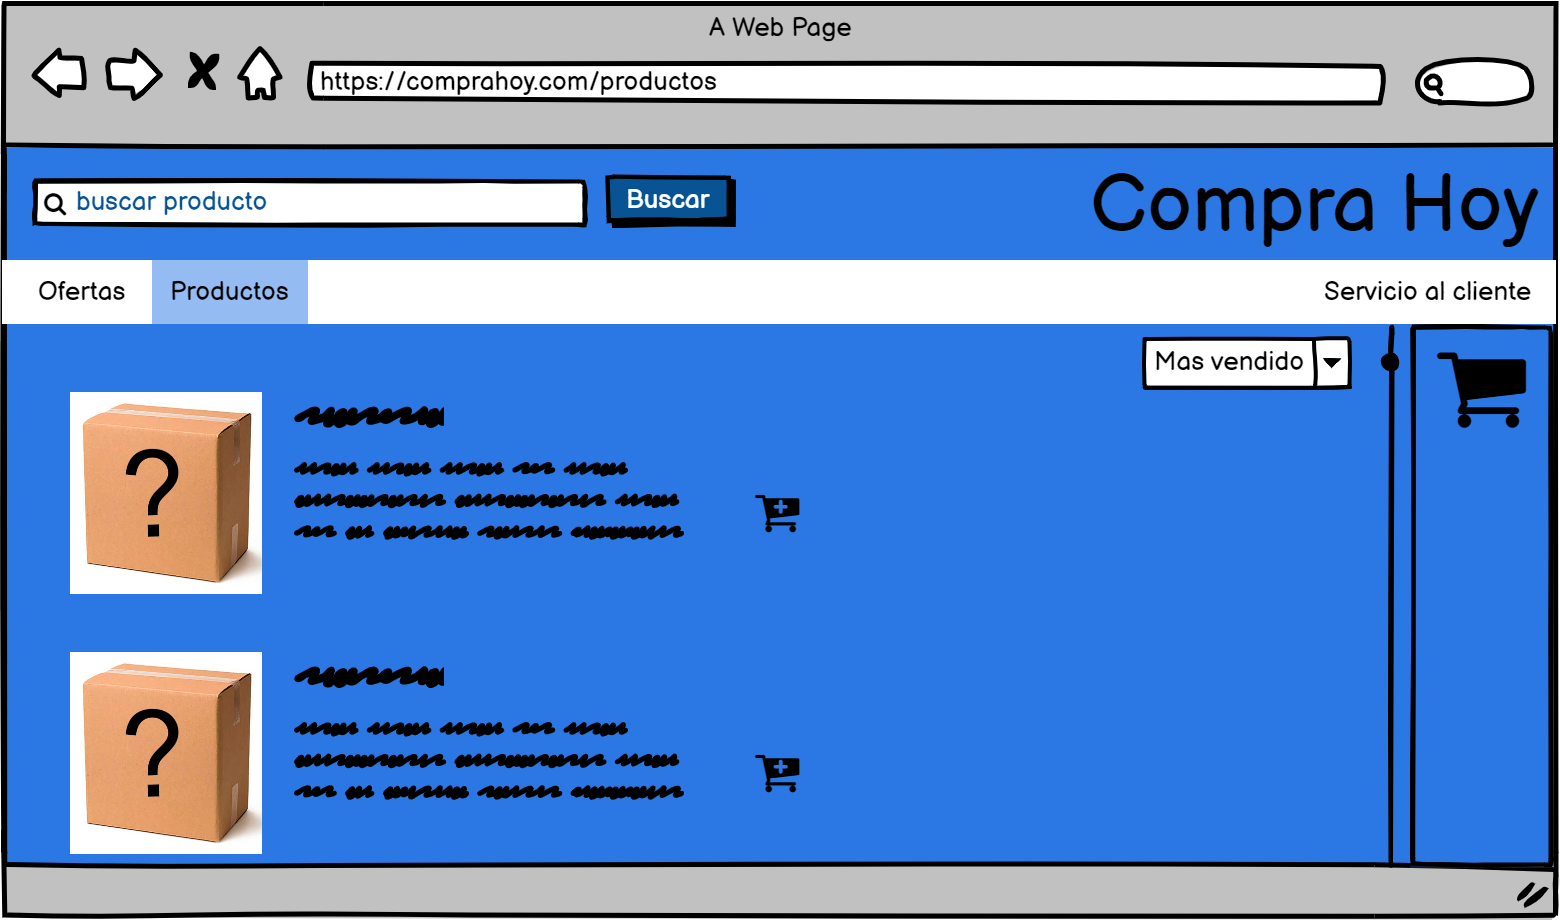 A Web Page
https://comprahoy.com/productos
buscar producto
Buscar
Compra Hoy
Ofertas
Productos
Servicio al cliente
Mas vendido
?
?